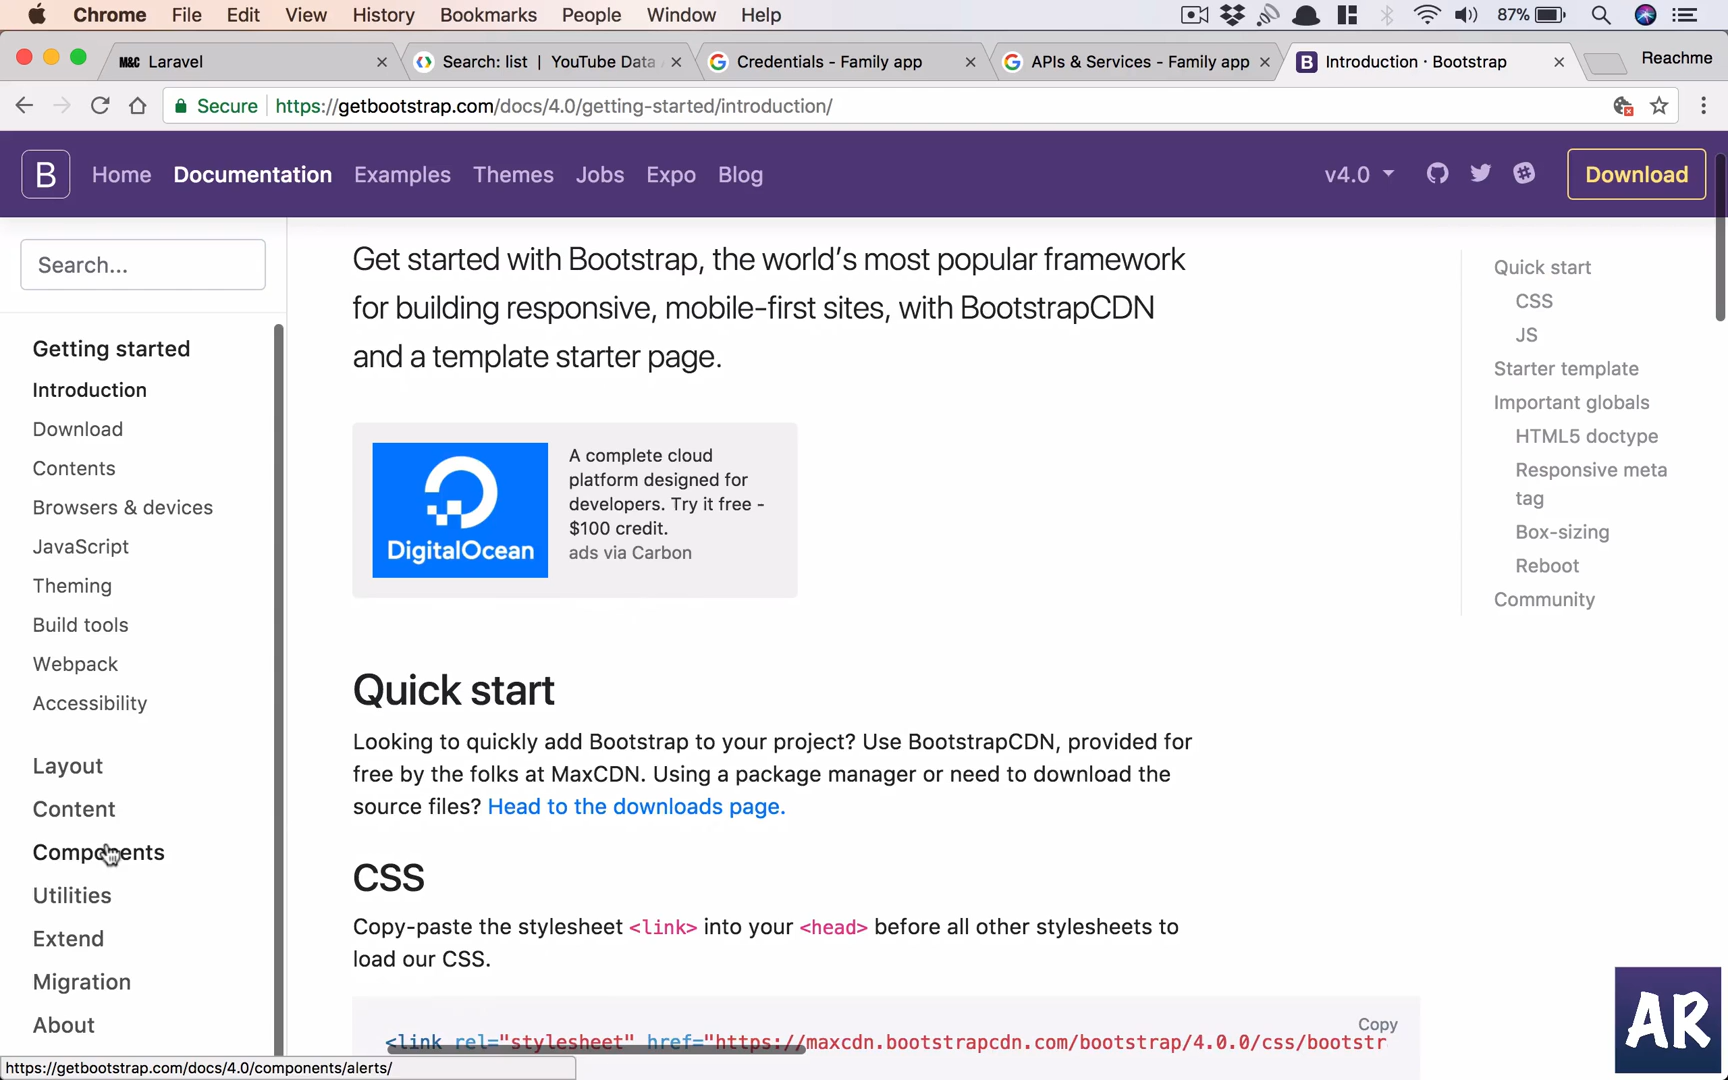 Chrome File Edit View History Bookmarks People Window Help 87%
M&C Laravel
Search: list | YouTube Data
Credentials - Family app
APIs & Services - Family app
Introduction · Bootstrap
Reachme
Secure https://getbootstrap.com/docs/4.0/getting-started/introduction/
B Home Documentation Examples Themes Jobs Expo Blog v4.0 Download
Search...
Getting started
Introduction
Download
Contents
Browsers & devices
JavaScript
Theming
Build tools
Webpack
Accessibility
Layout
Content
Components
Utilities
Extend
Migration
About
Get started with Bootstrap, the world's most popular framework
for building responsive, mobile-first sites, with BootstrapCDN
and a template starter page.
DigitalOcean
A complete cloud
platform designed for
developers. Try it free -
$100 credit.
ads via Carbon
Quick start
Looking to quickly add Bootstrap to your project? Use BootstrapCDN, provided for
free by the folks at MaxCDN. Using a package manager or need to download the
source files? Head to the downloads page.
CSS
Copy-paste the stylesheet <link> into your <head> before all other stylesheets to
load our CSS.
Copy
<link rel="stylesheet" href="https://maxcdn.bootstrapcdn.com/bootstrap/4.0.0/css/bootstr
Quick start
CSS
JS
Starter template
Important globals
HTML5 doctype
Responsive meta
tag
Box-sizing
Reboot
Community
https://getbootstrap.com/docs/4.0/components/alerts/
AR